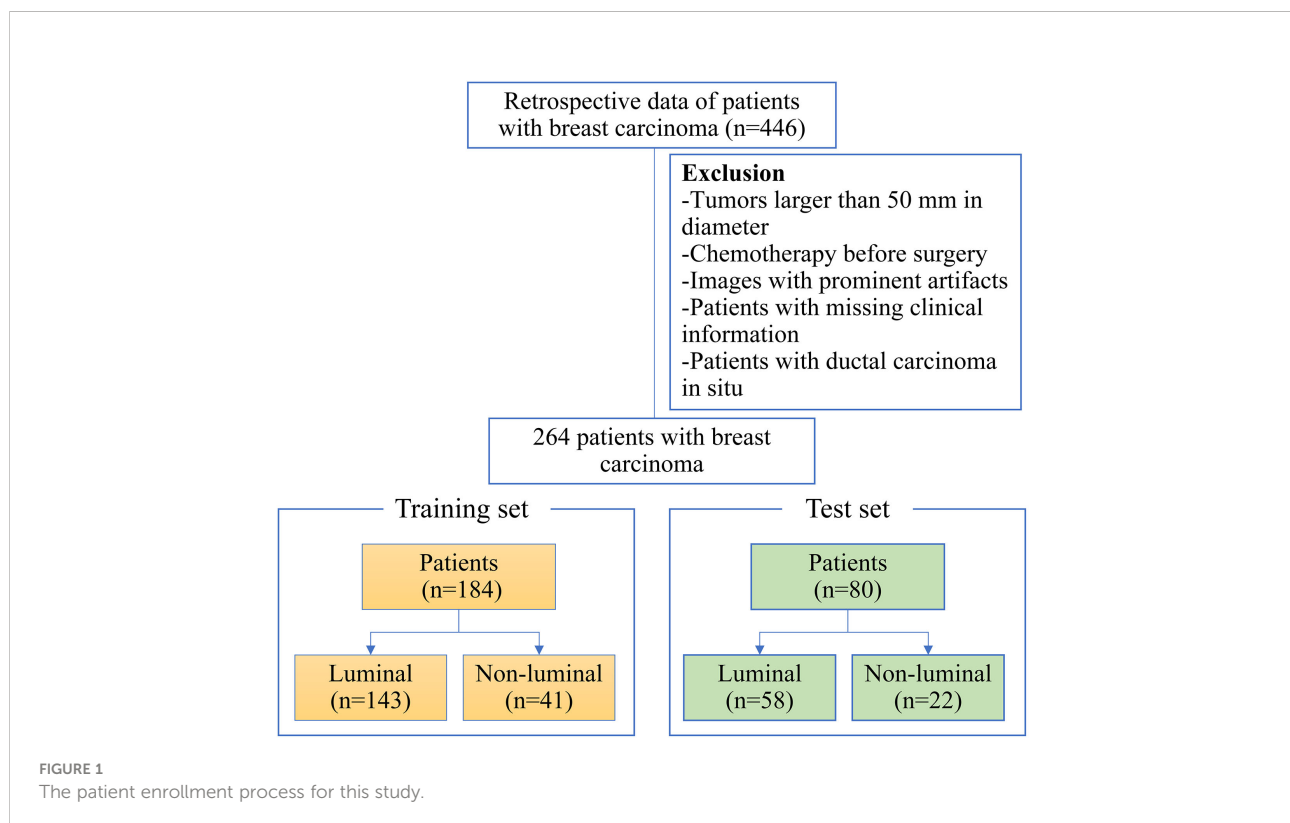 Retrospective data of patients
with breast carcinoma (n=446)
Exclusion
-Tumors larger than 50 mm in
diameter
-Chemotherapy before surgery
-Images with prominent artifacts
-Patients with missing clinical
information
-Patients with ductal carcinoma
in situ
264 patients with breast
carcinoma
Training set
Patients
(n=184)
Luminal
(n=143)
Non-luminal
(n=41)
Test set
Patients
(n=80)
Luminal
(n=58)
Non-luminal
(n=22)
FIGURE 1
The patient enrollment process for this study.